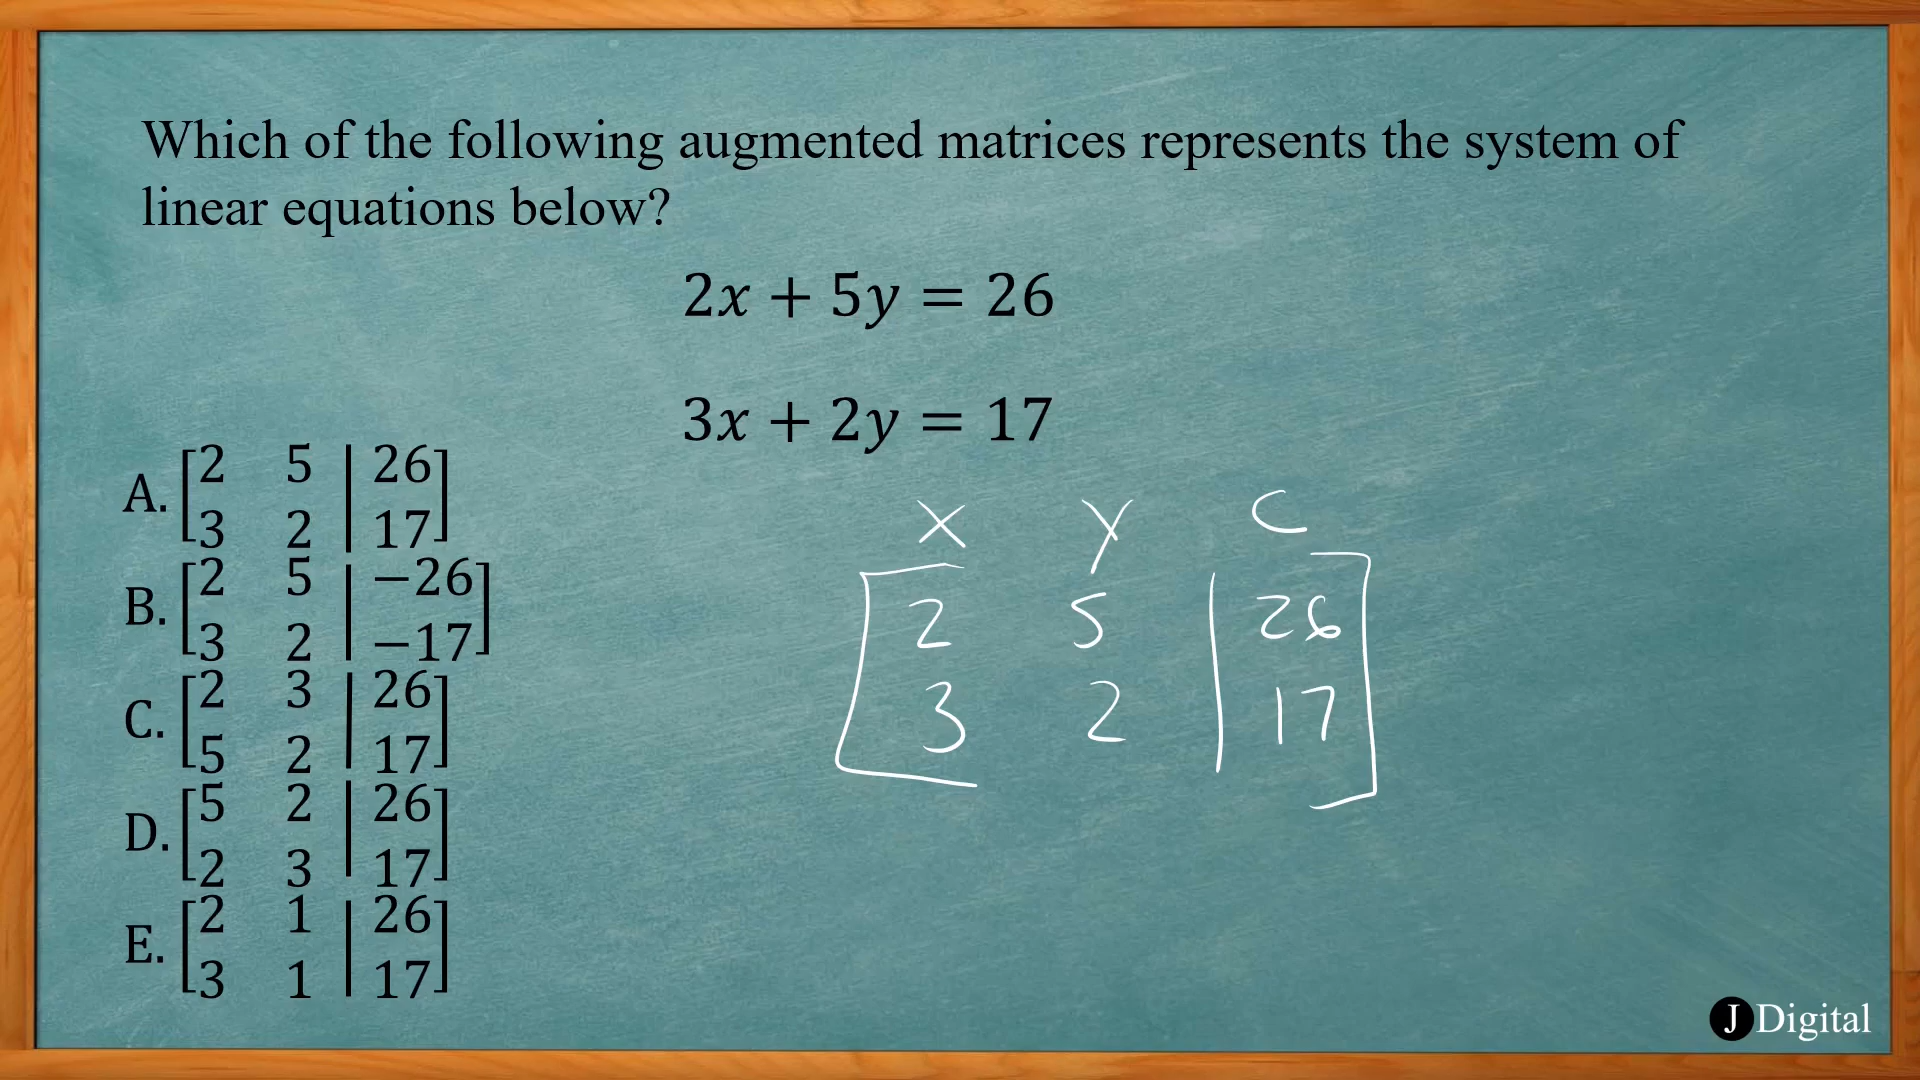 Which of the following augmented matrices represents the system of
linear equations below?
2x + 5y = 26
3x + 2y = 17
A. [2 5 | 26
3 2 | 17]
B. [2 5 | −26
3 2 | −17]
C. [2 3 | 26
5 2 | 17]
D. [5 2 | 26
2 3 | 17]
E. [2 1 | 26
3 1 | 17]
X Y C
2 5 | 26
3 2 | 17
J Digital